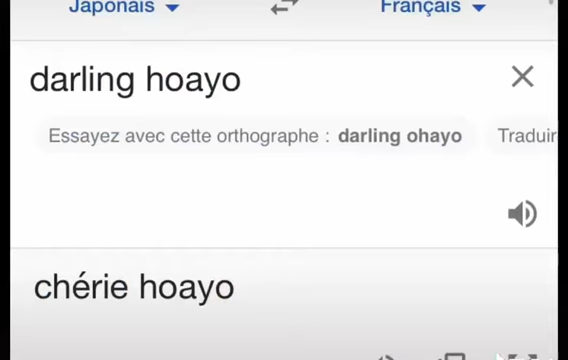 Japonais Français
darling hoayo
Essayez avec cette orthographe : darling ohayo Traduir
chérie hoayo